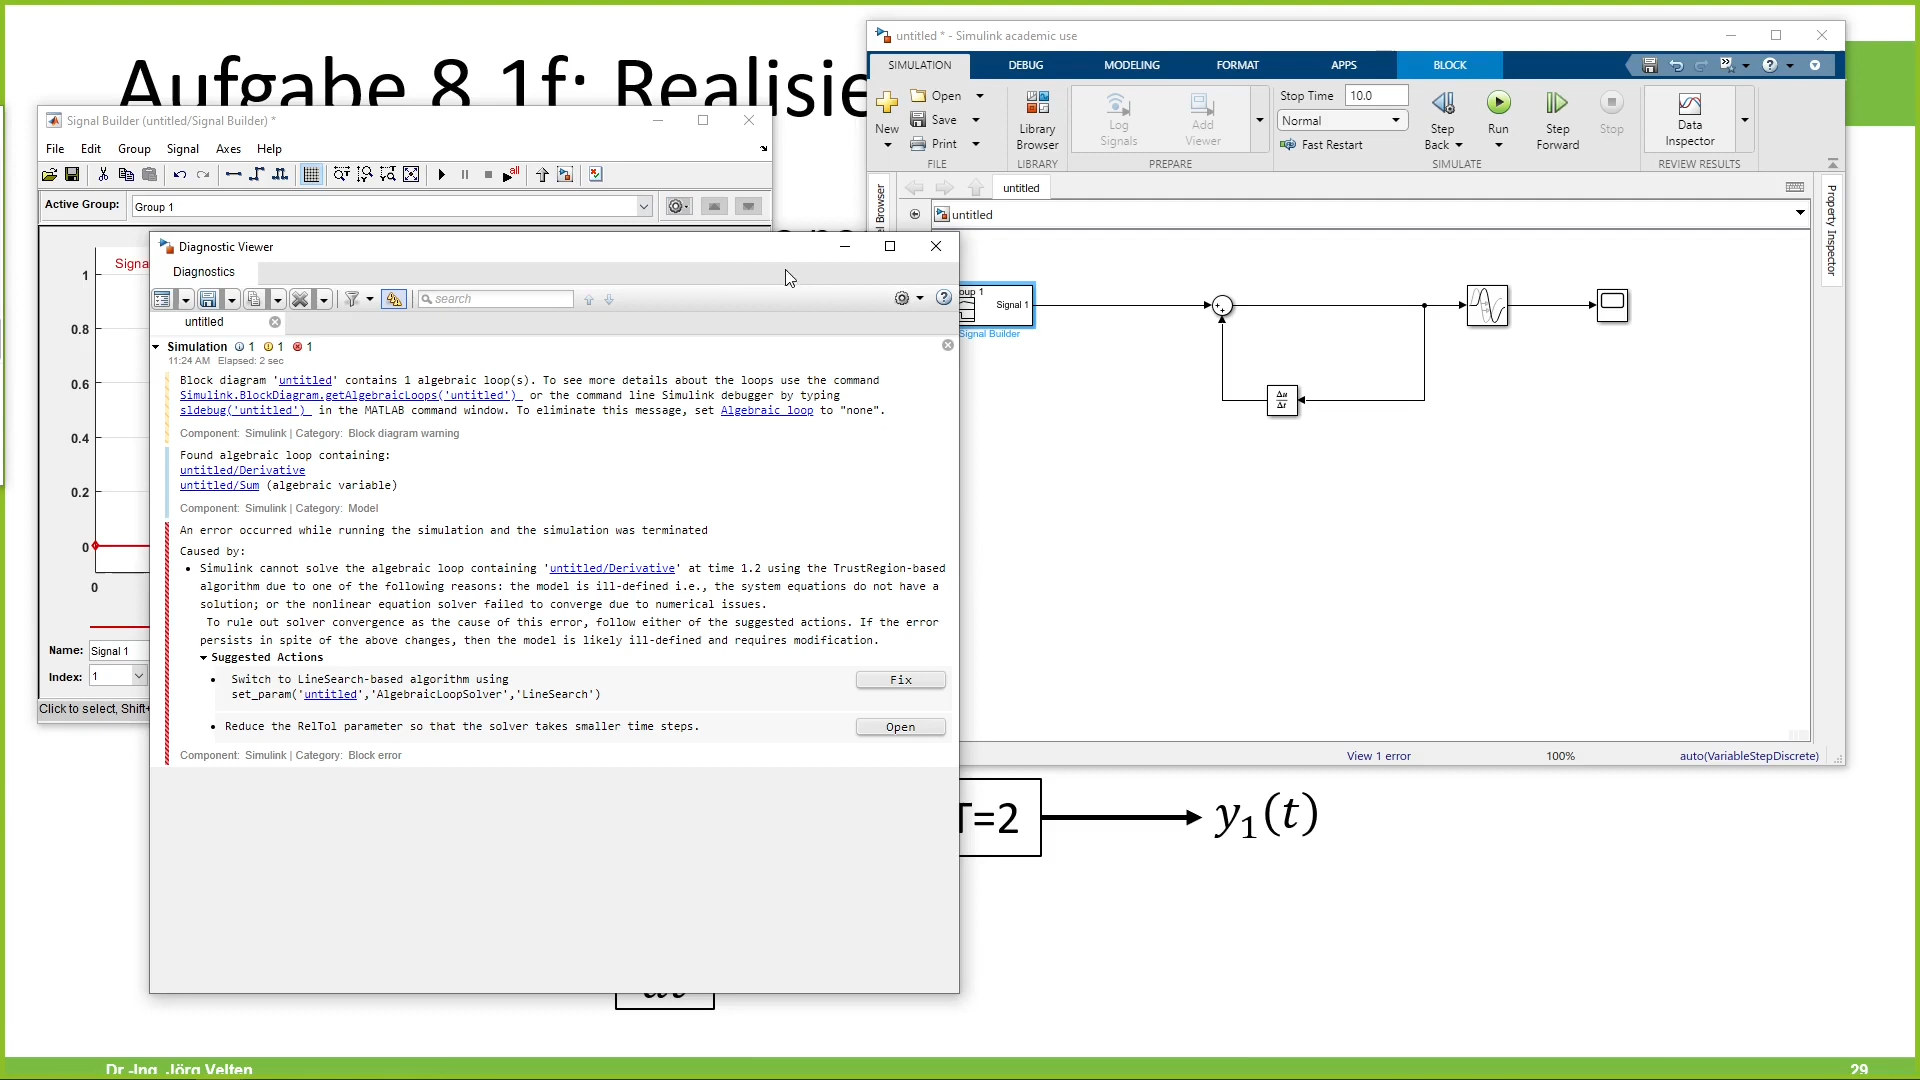 Aufgabe 8.1f: Realisie
untitled * - Simulink academic use
SIMULATION DEBUG MODELING FORMAT APPS BLOCK
New
Open
Save
Print
FILE
Library
Browser
LIBRARY
Log
Signals
Add
Viewer
PREPARE
Stop Time 10.0
Normal
Fast Restart
Step
Back
Run
Step
Forward
Stop
SIMULATE
Data
Inspector
REVIEW RESULTS
untitled
untitled
Browser
Property Inspector
oup 1
Signal 1
Signal Builder
Δu
Δt
View 1 error 100% auto(VariableStepDiscrete)
Signal Builder (untitled/Signal Builder) *
File Edit Group Signal Axes Help
Active Group: Group 1
Signa
1
0.8
0.6
0.4
0.2
0
0
Name: Signal 1
Index: 1
Click to select, Shift+
Diagnostic Viewer
Diagnostics
search
untitled
Simulation 1 1 1
11:24 AM Elapsed: 2 sec
Block diagram 'untitled' contains 1 algebraic loop(s). To see more details about the loops use the command
Simulink.BlockDiagram.getAlgebraicLoops('untitled') or the command line Simulink debugger by typing
sldebug('untitled') in the MATLAB command window. To eliminate this message, set Algebraic loop to "none".
Component: Simulink | Category: Block diagram warning
Found algebraic loop containing:
untitled/Derivative
untitled/Sum (algebraic variable)
Component: Simulink | Category: Model
An error occurred while running the simulation and the simulation was terminated
Caused by:
• Simulink cannot solve the algebraic loop containing 'untitled/Derivative' at time 1.2 using the TrustRegion-based
algorithm due to one of the following reasons: the model is ill-defined i.e., the system equations do not have a
solution; or the nonlinear equation solver failed to converge due to numerical issues.
To rule out solver convergence as the cause of this error, follow either of the suggested actions. If the error
persists in spite of the above changes, then the model is likely ill-defined and requires modification.
Suggested Actions
• Switch to LineSearch-based algorithm using
set_param('untitled','AlgebraicLoopSolver','LineSearch')
Fix
• Reduce the RelTol parameter so that the solver takes smaller time steps.
Open
Component: Simulink | Category: Block error
T=2
y₁(t)
Dr.-Ing. Jörg Velten
29